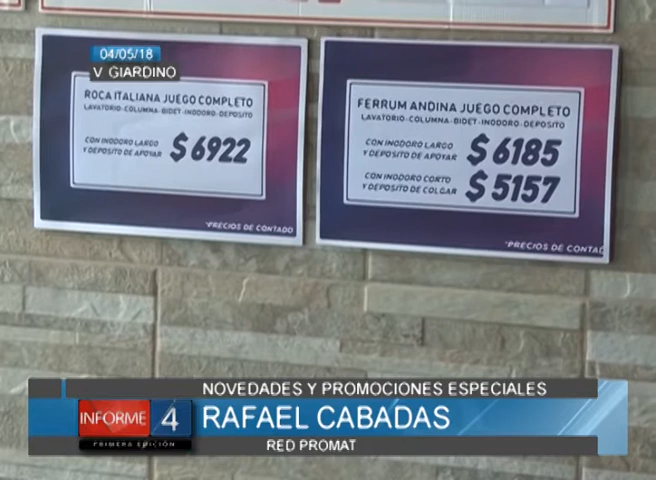 04/05/18
V GIARDINO
ROCA ITALIANA JUEGO COMPLETO
LAVATORIO-COLUMNA-BIDET-INODORO-DEPOSITO
CON INODORO LARGO
Y DEPOSITO DE APOYAR
$6922
*PRECIOS DE CONTADO
FERRUM ANDINA JUEGO COMPLETO
LAVATORIO-COLUMNA-BIDET-INODORO-DEPOSITO
CON INODORO LARGO
Y DEPOSITO DE APOYAR
$6185
CON INODORO CORTO
Y DEPOSITO DE COLGAR
$5157
*PRECIOS DE CONTAD
NOVEDADES Y PROMOCIONES ESPECIALES
INFORME 4
PRIMERA EDICIÓN
RAFAEL CABADAS
RED PROMAT